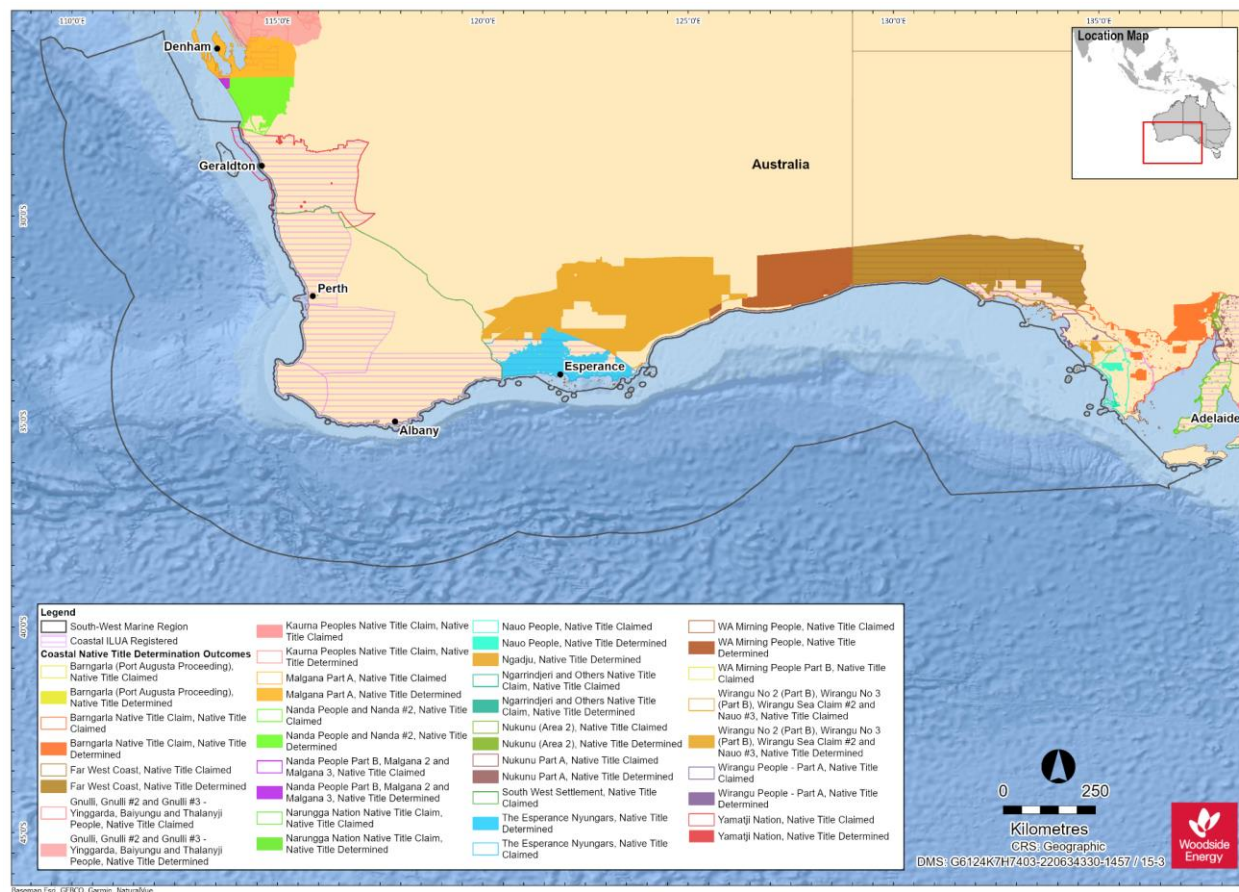 110°0'E
115°0'E
120°0'E
125°0'E
130°0'E
135°0'E
Location Map
Denham
Geraldton
Australia
30°0'S
Perth
Esperance
Albany
Adelaide
35°0'S
40°0'S
45°0'S
Legend
South-West Marine Region
Coastal ILUA Registered
Coastal Native Title Determination Outcomes
Barngarla (Port Augusta Proceeding),
Native Title Claimed
Barngarla (Port Augusta Proceeding),
Native Title Determined
Barngarla Native Title Claim, Native Title
Claimed
Barngarla Native Title Claim, Native Title
Determined
Far West Coast, Native Title Claimed
Far West Coast, Native Title Determined
Gnulli, Gnulli #2 and Gnulli #3 -
Yinggarda, Baiyungu and Thalanyji
People, Native Title Claimed
Gnulli, Gnulli #2 and Gnulli #3 -
Yinggarda, Baiyungu and Thalanyji
People, Native Title Determined
Kaurna Peoples Native Title Claim, Native
Title Claimed
Kaurna Peoples Native Title Claim, Native
Title Determined
Malgana Part A, Native Title Claimed
Malgana Part A, Native Title Determined
Nanda People and Nanda #2, Native Title
Claimed
Nanda People and Nanda #2, Native Title
Determined
Nanda People Part B, Malgana 2 and
Malgana 3, Native Title Claimed
Nanda People Part B, Malgana 2 and
Malgana 3, Native Title Determined
Narungga Nation Native Title Claim,
Native Title Claimed
Narungga Nation Native Title Claim,
Native Title Determined
Nauo People, Native Title Claimed
Nauo People, Native Title Determined
Ngadju, Native Title Determined
Ngarrindjeri and Others Native Title
Claim, Native Title Claimed
Ngarrindjeri and Others Native Title
Claim, Native Title Determined
Nukunu (Area 2), Native Title Claimed
Nukunu (Area 2), Native Title Determined
Nukunu Part A, Native Title Claimed
Nukunu Part A, Native Title Determined
South West Settlement, Native Title
Claimed
The Esperance Nyungars, Native Title
Determined
The Esperance Nyungars, Native Title
Claimed
WA Mirning People, Native Title Claimed
WA Mirning People, Native Title
Determined
WA Mirning People Part B, Native Title
Claimed
Wirangu No 2 (Part B), Wirangu No 3
(Part B), Wirangu Sea Claim #2 and
Nauo #3, Native Title Claimed
Wirangu No 2 (Part B), Wirangu No 3
(Part B), Wirangu Sea Claim #2 and
Nauo #3, Native Title Determined
Wirangu People - Part A, Native Title
Claimed
Wirangu People - Part A, Native Title
Determined
Yamatji Nation, Native Title Claimed
Yamatji Nation, Native Title Determined
0 250
Kilometres
CRS: Geographic
DMS: G6124K7H7403-220634330-1457 / 15-3
Woodside
Energy
Basemap Esri, GEBCO, Garmin, NaturalVue